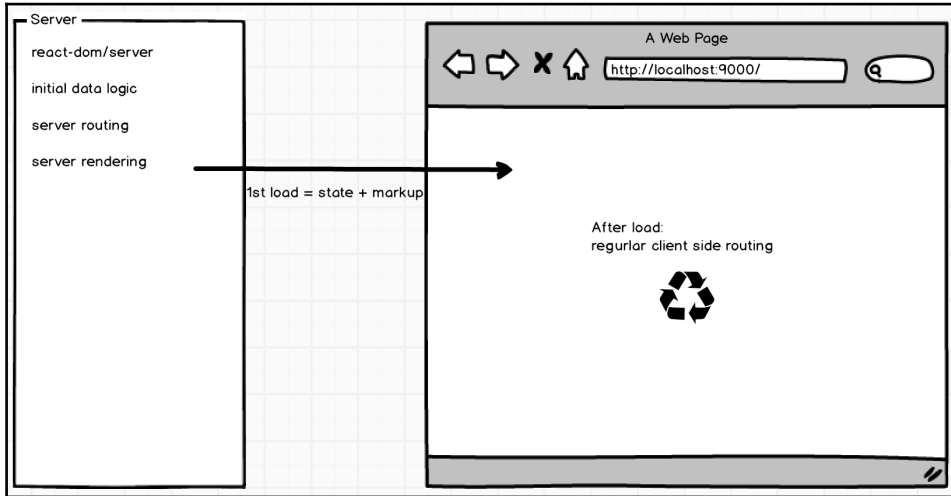 Server
react-dom/server
initial data logic
server routing
server rendering
1st load = state + markup
A Web Page
http://localhost:9000/
After load:
regurlar client side routing